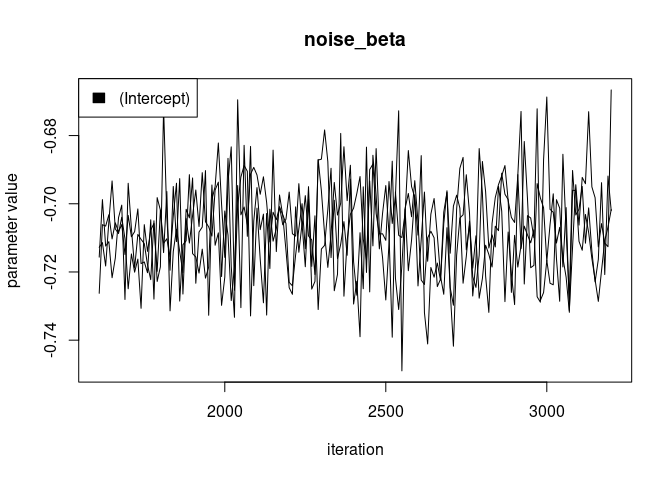 noise_beta
(Intercept)
parameter value
-0.68
-0.70
-0.72
-0.74
2000
2500
3000
iteration